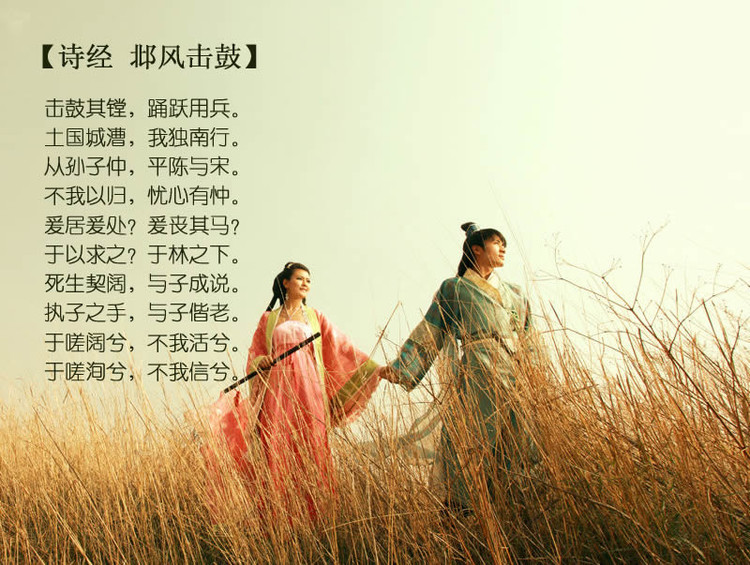 【诗经 邶风击鼓】
击鼓其镗，踊跃用兵。
土国城漕，我独南行。
从孙子仲，平陈与宋。
不我以归，忧心有忡。
爰居爰处？爰丧其马？
于以求之？于林之下。
死生契阔，与子成说。
执子之手，与子偕老。
于嗟阔兮，不我活兮。
于嗟洵兮，不我信兮。